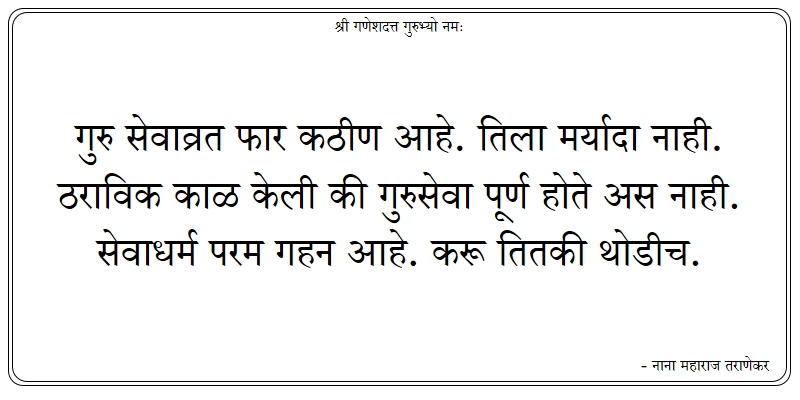 श्री गणेशदत्त गुरुभ्यो नमः
गुरु सेवाव्रत फार कठीण आहे. तिला मर्यादा नाही.
ठराविक काळ केली की गुरुसेवा पूर्ण होते अस नाही.
सेवाधर्म परम गहन आहे. करू तितकी थोडीच.
- नाना महाराज तराणेकर